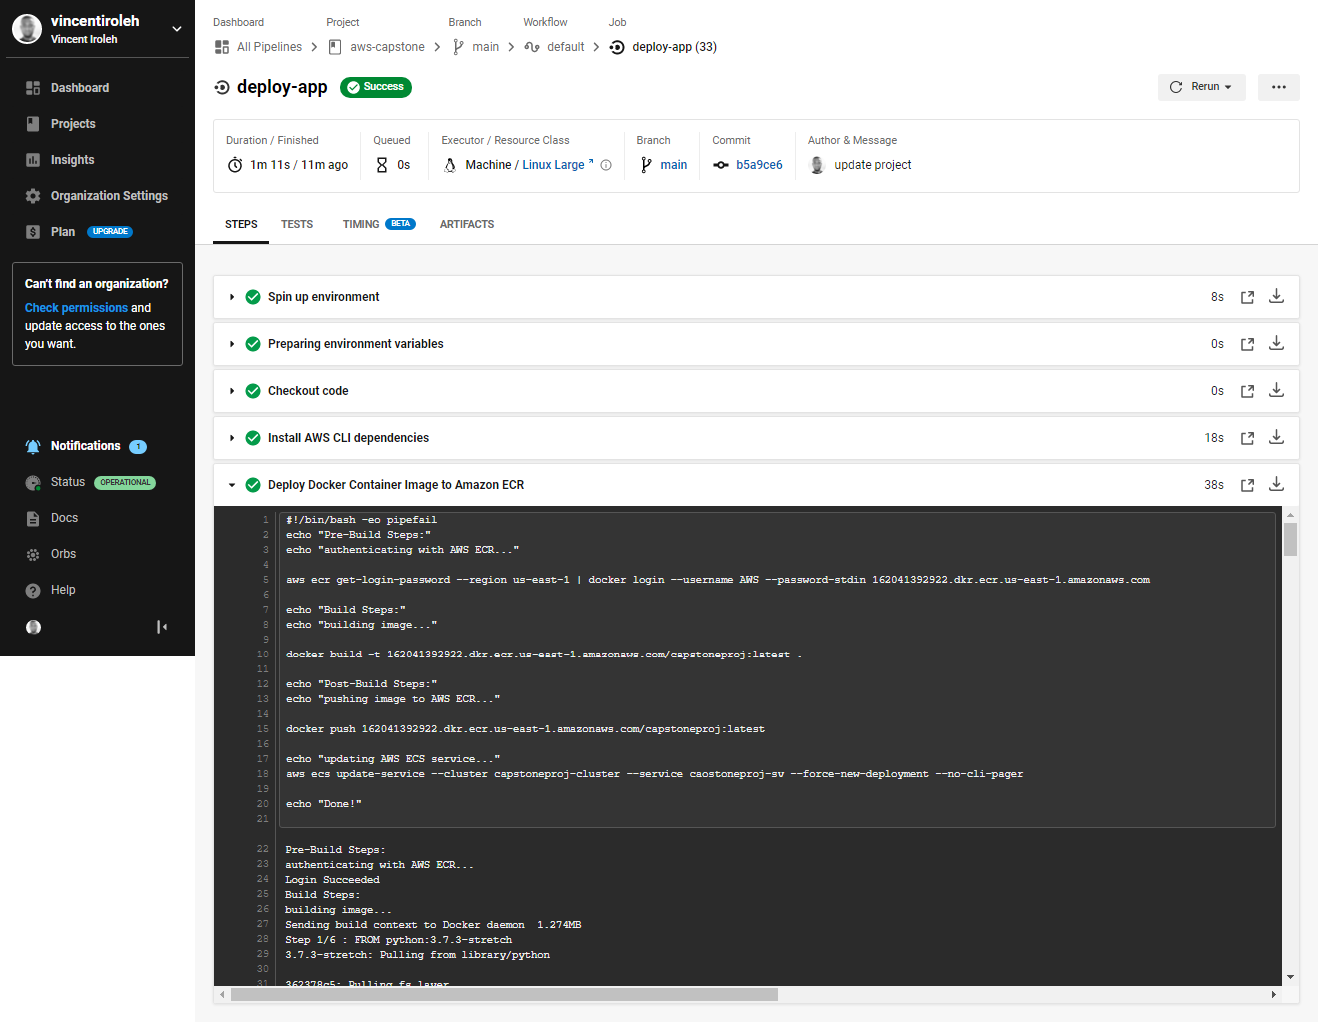 vincentiroleh
Vincent Iroleh
Dashboard
Projects
Insights
Organization Settings
Plan UPGRADE
Can't find an organization?
Check permissions and
update access to the ones
you want.
Notifications 1
Status OPERATIONAL
Docs
Orbs
Help
Dashboard Project Branch Workflow Job
All Pipelines aws-capstone main default deploy-app (33)
deploy-app Success
Rerun
Duration / Finished Queued Executor / Resource Class Branch Commit Author & Message
1m 11s / 11m ago 0s Machine / Linux Large main b5a9ce6 update project
STEPS TESTS TIMING BETA ARTIFACTS
Spin up environment 8s
Preparing environment variables 0s
Checkout code 0s
Install AWS CLI dependencies 18s
Deploy Docker Container Image to Amazon ECR 38s
1 #!/bin/bash -eo pipefail
2 echo "Pre-Build Steps:"
3 echo "authenticating with AWS ECR..."
4
5 aws ecr get-login-password --region us-east-1 | docker login --username AWS --password-stdin 162041392922.dkr.ecr.us-east-1.amazonaws.com
6
7 echo "Build Steps:"
8 echo "building image..."
9
10 docker build -t 162041392922.dkr.ecr.us-east-1.amazonaws.com/capstoneproj:latest .
11
12 echo "Post-Build Steps:"
13 echo "pushing image to AWS ECR..."
14
15 docker push 162041392922.dkr.ecr.us-east-1.amazonaws.com/capstoneproj:latest
16
17 echo "updating AWS ECS service..."
18 aws ecs update-service --cluster capstoneproj-cluster --service caostoneproj-sv --force-new-deployment --no-cli-pager
19
20 echo "Done!"
21
22 Pre-Build Steps:
23 authenticating with AWS ECR...
24 Login Succeeded
25 Build Steps:
26 building image...
27 Sending build context to Docker daemon 1.274MB
28 Step 1/6 : FROM python:3.7.3-stretch
29 3.7.3-stretch: Pulling from library/python
30
31 362378c5: Pulling fs layer